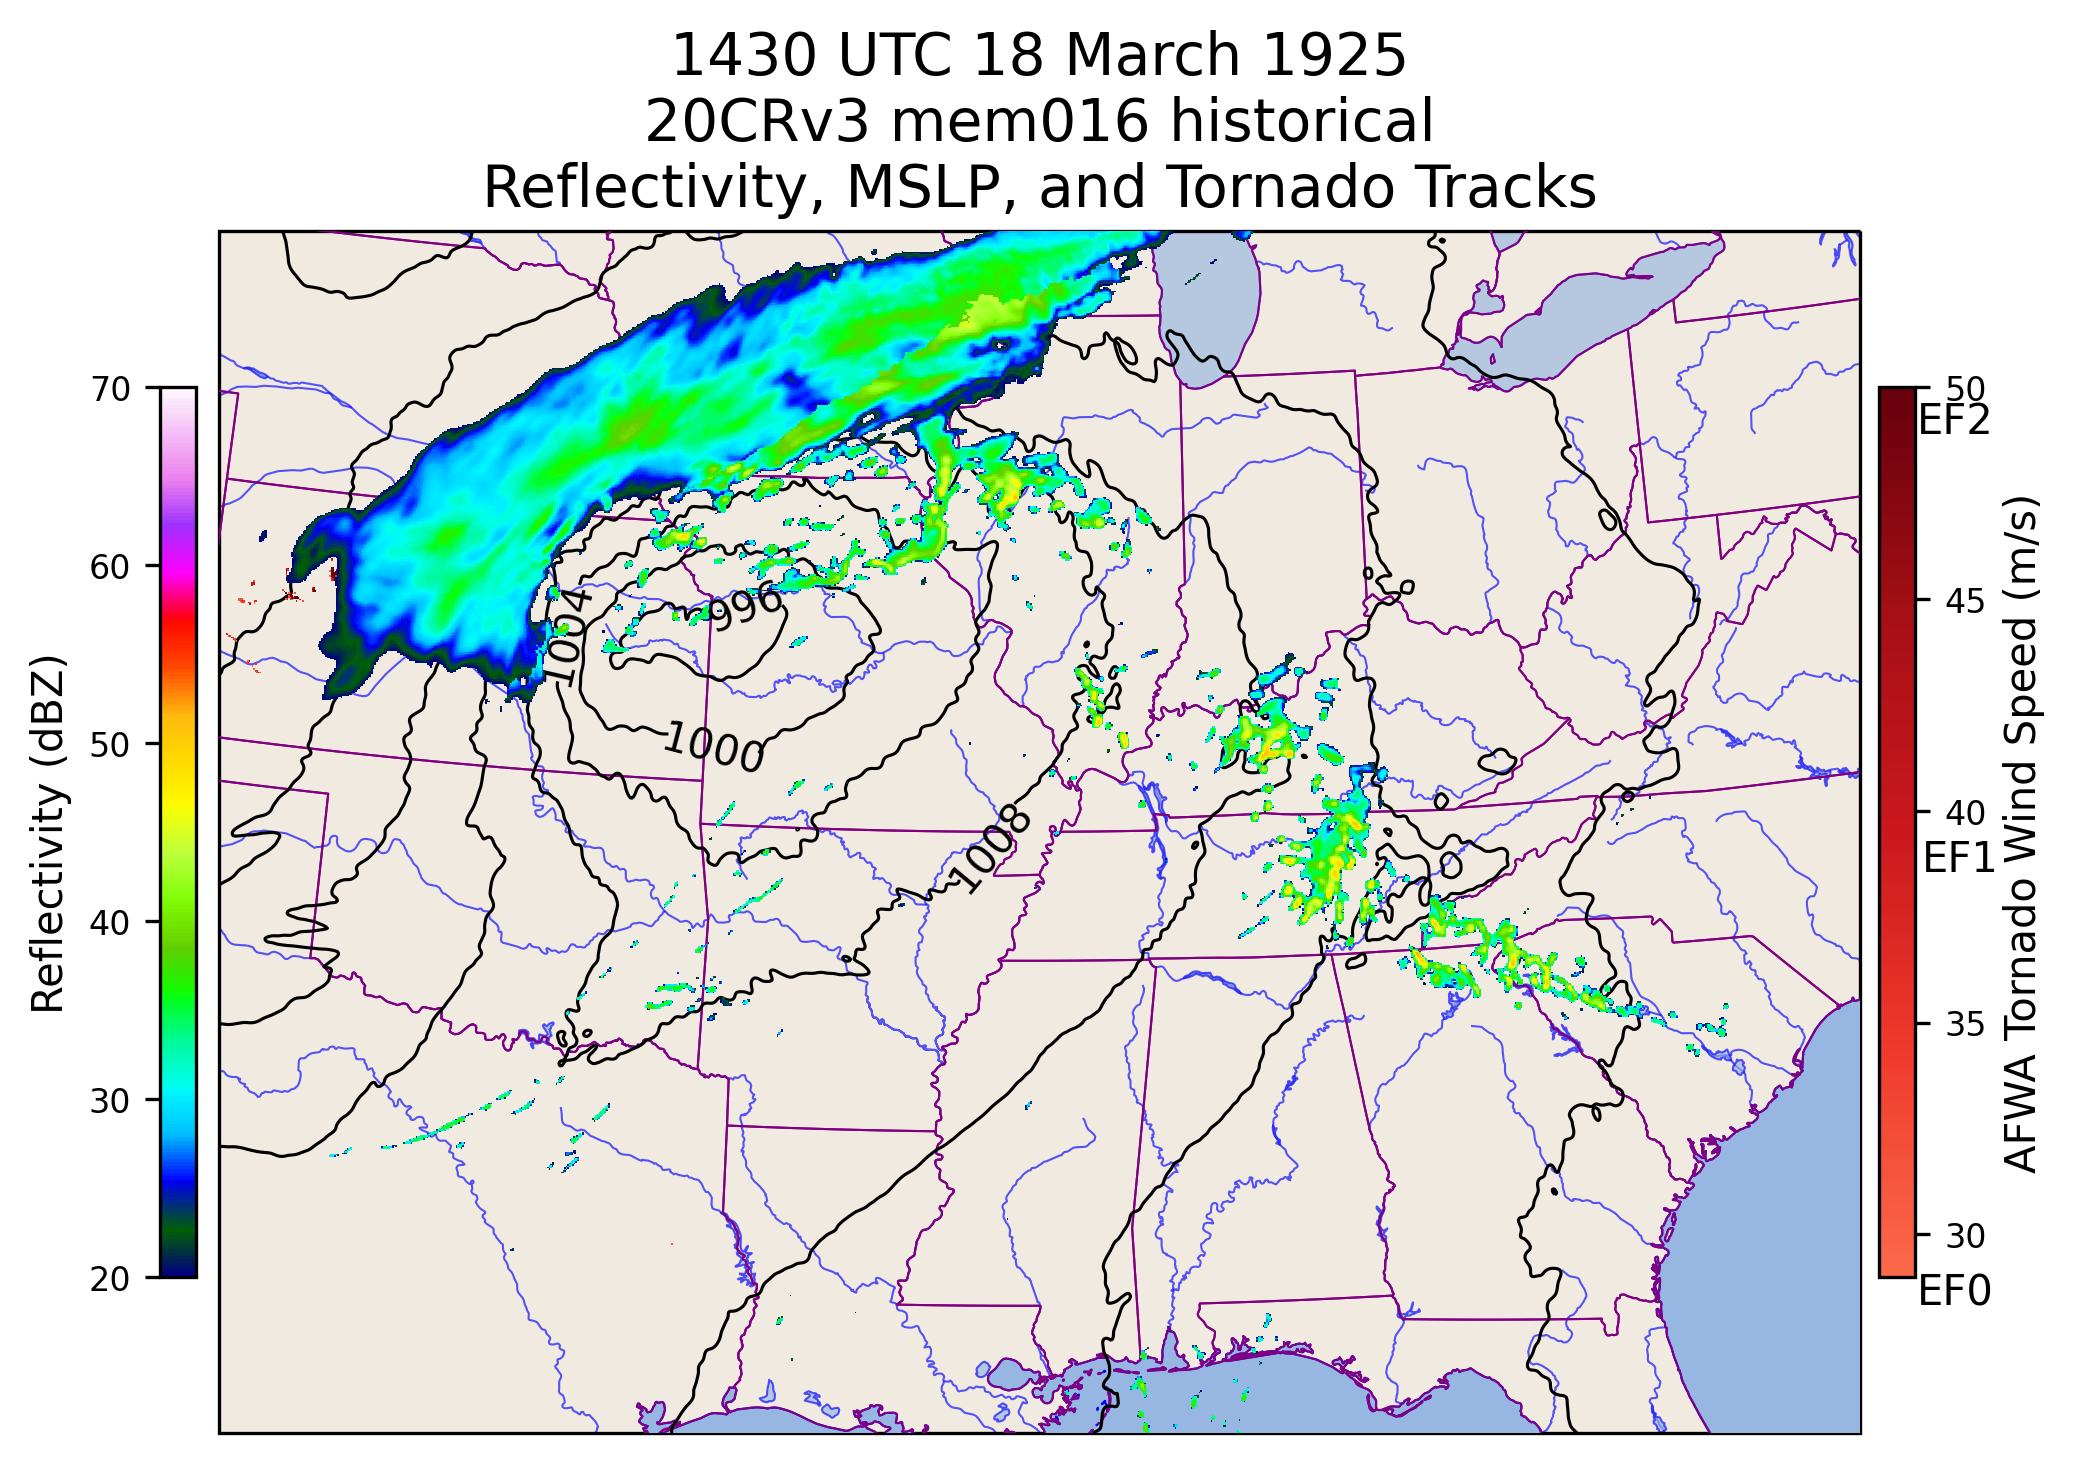 1430 UTC 18 March 1925
20CRv3 mem016 historical
Reflectivity, MSLP, and Tornado Tracks
Reflectivity (dBZ)
70
60
50
40
30
20
996
1004
1000
1008
50
EF2
45
40
EF1
35
30
EF0
AFWA Tornado Wind Speed (m/s)